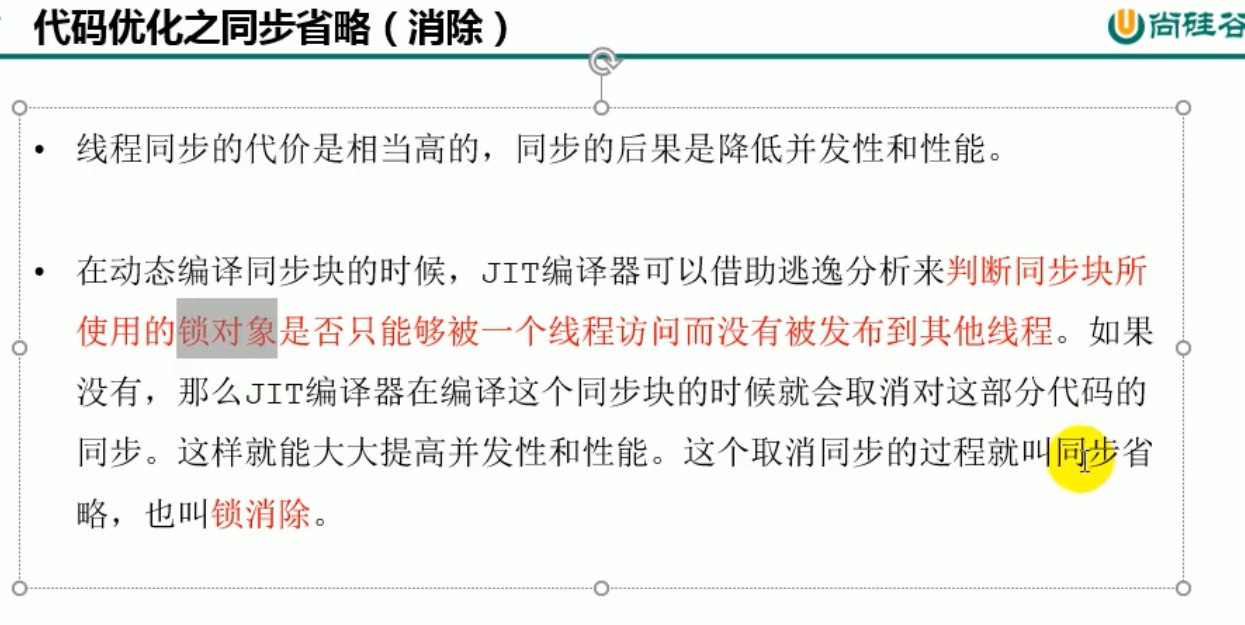 代码优化之同步省略（消除）
尚硅谷
• 线程同步的代价是相当高的，同步的后果是降低并发性和性能。
• 在动态编译同步块的时候，JIT编译器可以借助逃逸分析来判断同步块所
使用的锁对象是否只能够被一个线程访问而没有被发布到其他线程。如果
没有，那么JIT编译器在编译这个同步块的时候就会取消对这部分代码的
同步。这样就能大大提高并发性和性能。这个取消同步的过程就叫同步省
略，也叫锁消除。